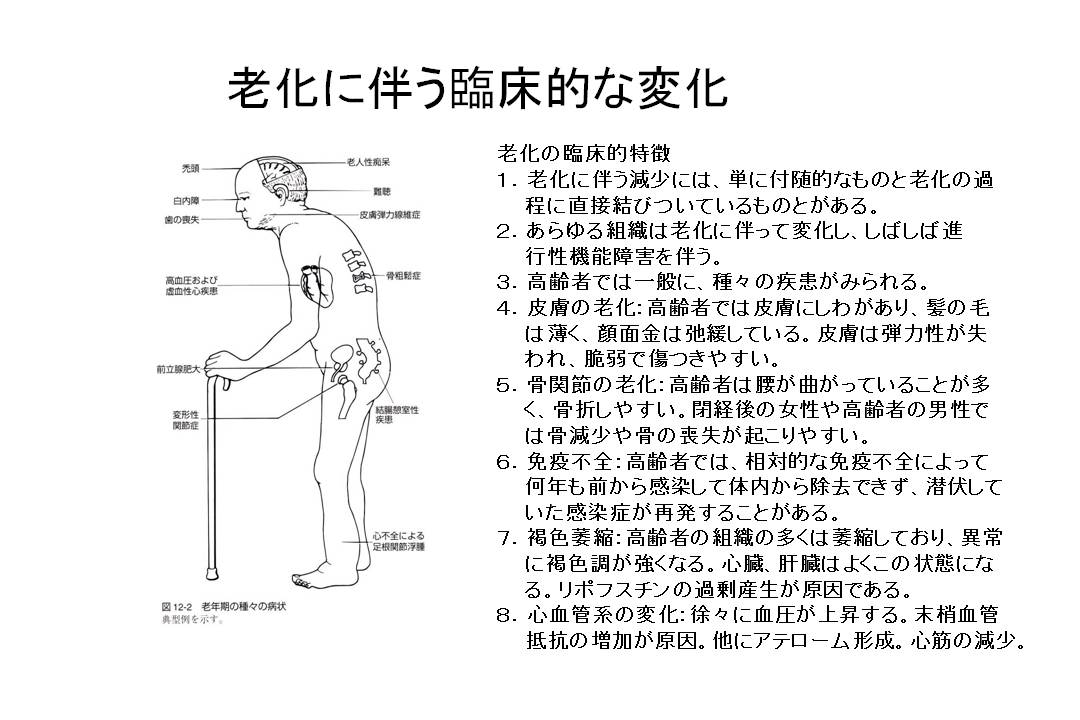 老化に伴う臨床的な変化
禿頭
老人性痴呆
難聴
白内障
皮膚弾力線維症
歯の喪失
骨粗鬆症
高血圧および
虚血性心疾患
前立腺肥大
結腸憩室性
疾患
変形性
関節症
心不全による
足根関節浮腫
図12-2 老年期の種々の病状
典型例を示す。
老化の臨床的特徴
1. 老化に伴う減少には、単に付随的なものと老化の過
程に直接結びついているものとがある。
2. あらゆる組織は老化に伴って変化し、しばしば進
行性機能障害を伴う。
3. 高齢者では一般に、種々の疾患がみられる。
4. 皮膚の老化:高齢者では皮膚にしわがあり、髪の毛
は薄く、顔面金は弛緩している。皮膚は弾力性が失
われ、脆弱で傷つきやすい。
5. 骨関節の老化:高齢者は腰が曲がっていることが多
く、骨折しやすい。閉経後の女性や高齢者の男性で
は骨減少や骨の喪失が起こりやすい。
6. 免疫不全:高齢者では、相対的な免疫不全によって
何年も前から感染して体内から除去できず、潜伏して
いた感染症が再発することがある。
7. 褐色萎縮:高齢者の組織の多くは萎縮しており、異常
に褐色調が強くなる。心臓、肝臓はよくこの状態にな
る。リポフスチンの過剰産生が原因である。
8. 心血管系の変化:徐々に血圧が上昇する。末梢血管
抵抗の増加が原因。他にアテローム形成。心筋の減少。